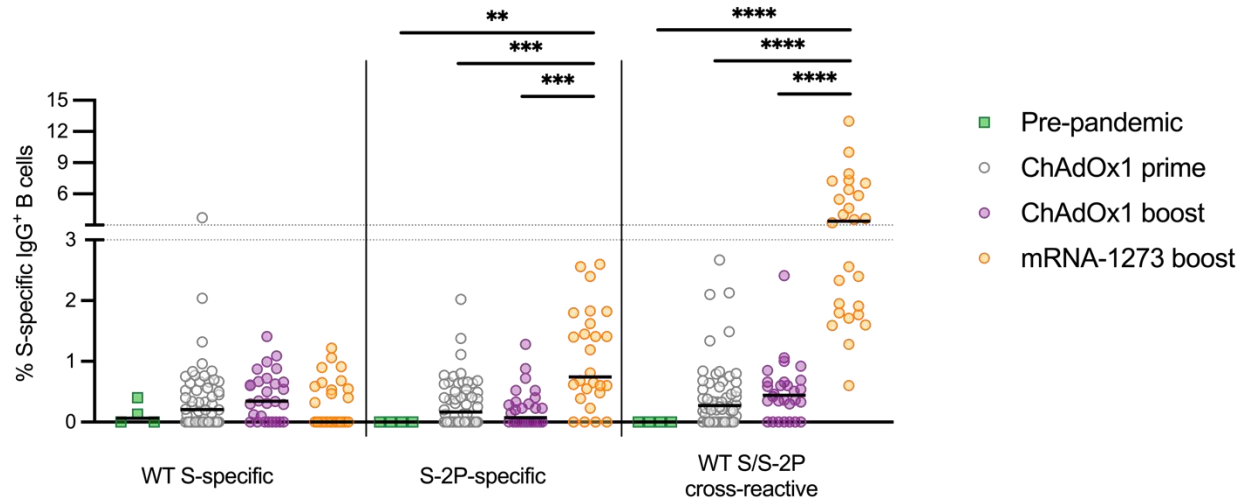 ** ****
*** ****
*** ****
% S-specific IgG+ B cells
15
12
9
6
3
2
1
0
WT S-specific
S-2P-specific
WT S/S-2P
cross-reactive
Pre-pandemic
ChAdOx1 prime
ChAdOx1 boost
mRNA-1273 boost